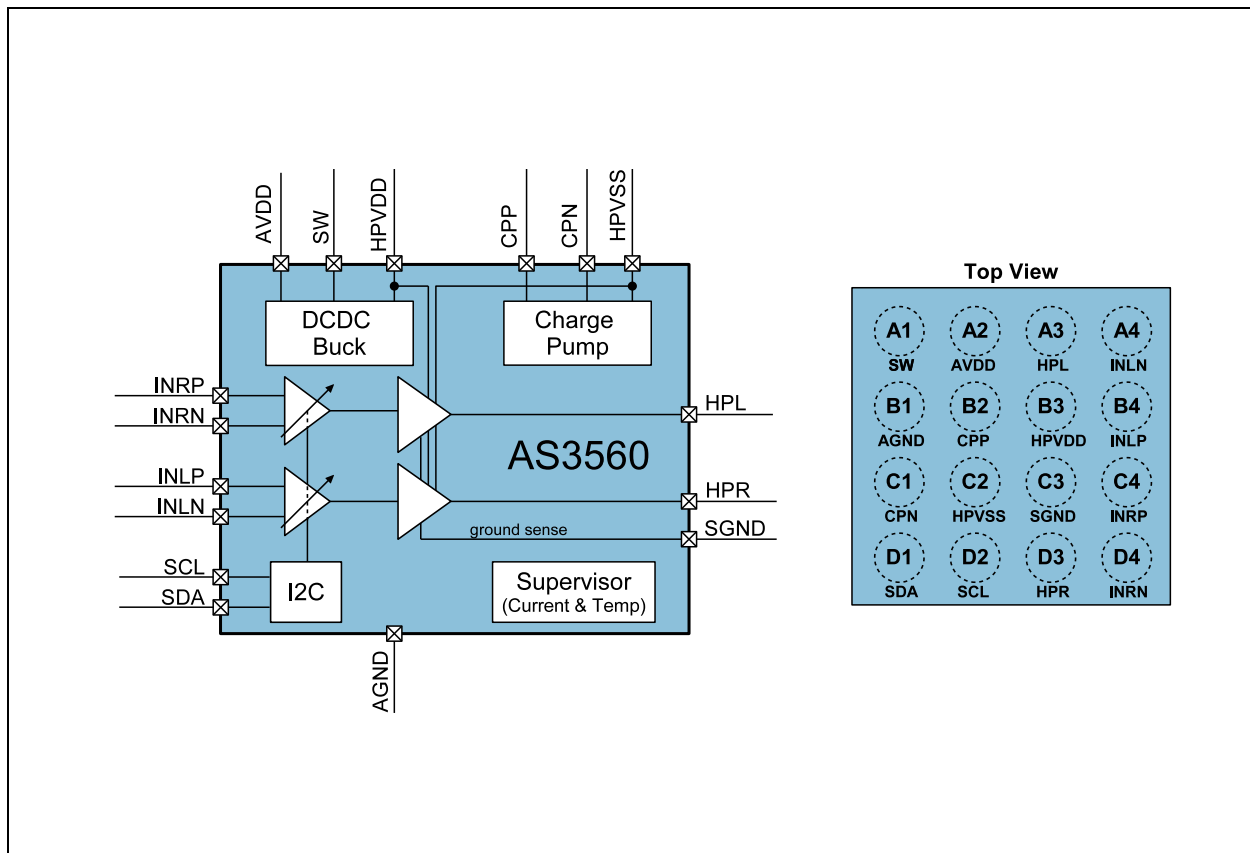 AVDD
SW
HPVDD
CPP
CPN
HPVSS
DCDC
Buck
Charge
Pump
INRP
INRN
INLP
INLN
SCL
SDA
HPL
HPR
SGND
AS3560
ground sense
I2C
Supervisor
(Current & Temp)
AGND
Top View
A1 A2 A3 A4
SW AVDD HPL INLN
B1 B2 B3 B4
AGND CPP HPVDD INLP
C1 C2 C3 C4
CPN HPVSS SGND INRP
D1 D2 D3 D4
SDA SCL HPR INRN